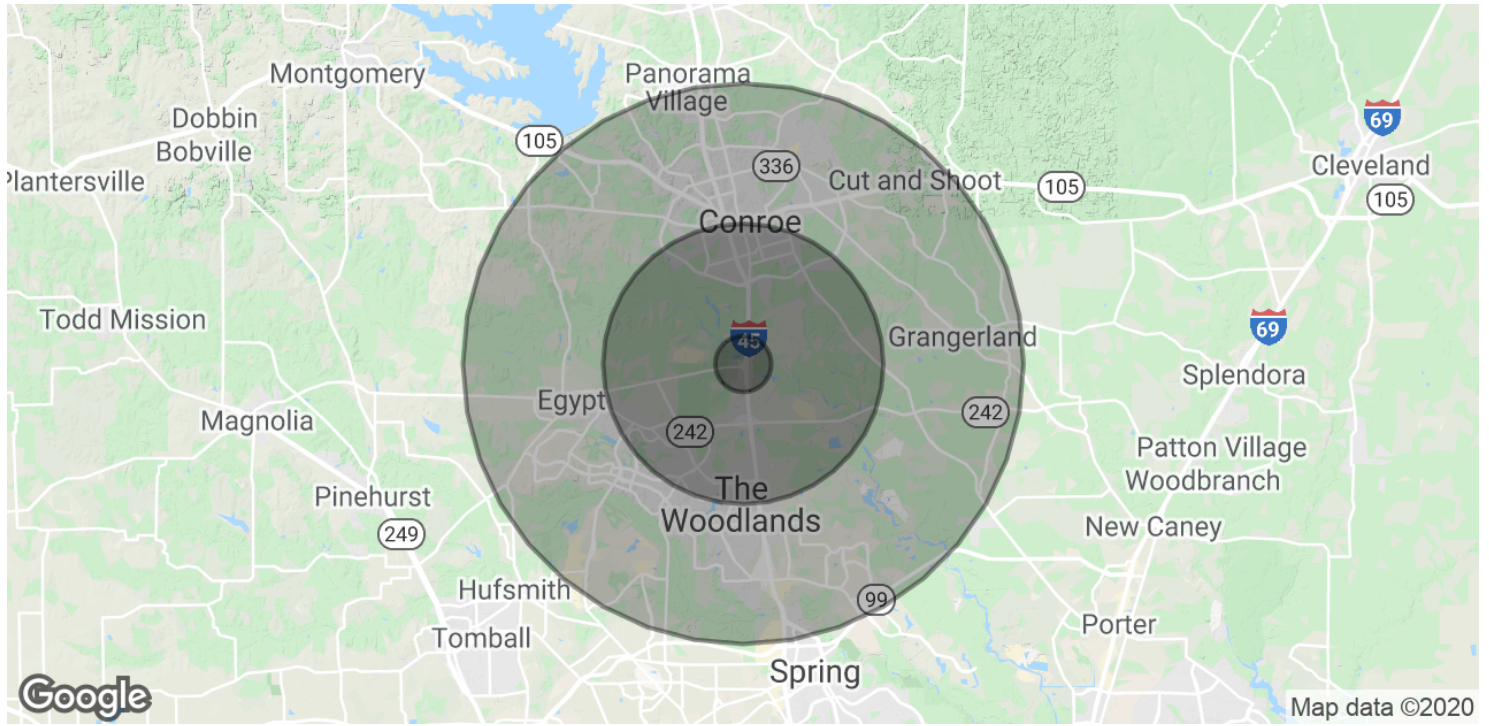 Montgomery
Panorama
Village
Dobbin
Bobville
105
69
336
Cleveland
Plantersville
Cut and Shoot
105
105
Conroe
Todd Mission
45
Grangerland
69
Splendora
Egypt
242
Magnolia
242
Patton Village
Woodbranch
The
Woodlands
Pinehurst
249
New Caney
Hufsmith
99
Tomball
Porter
Spring
Google
Map data ©2020